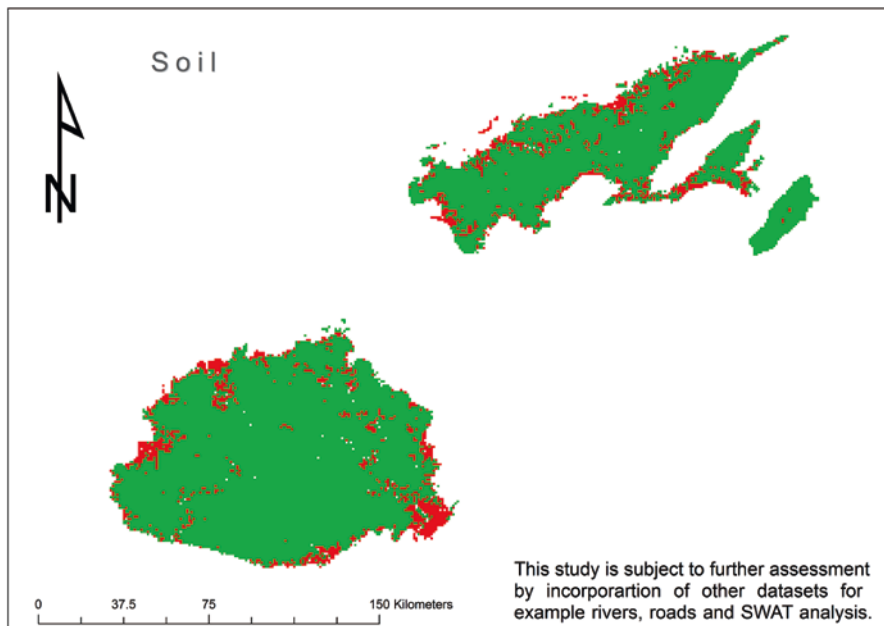 Soil
N
0 37.5 75 150 Kilometers
This study is subject to further assessment
by incorporartion of other datasets for
example rivers, roads and SWAT analysis.